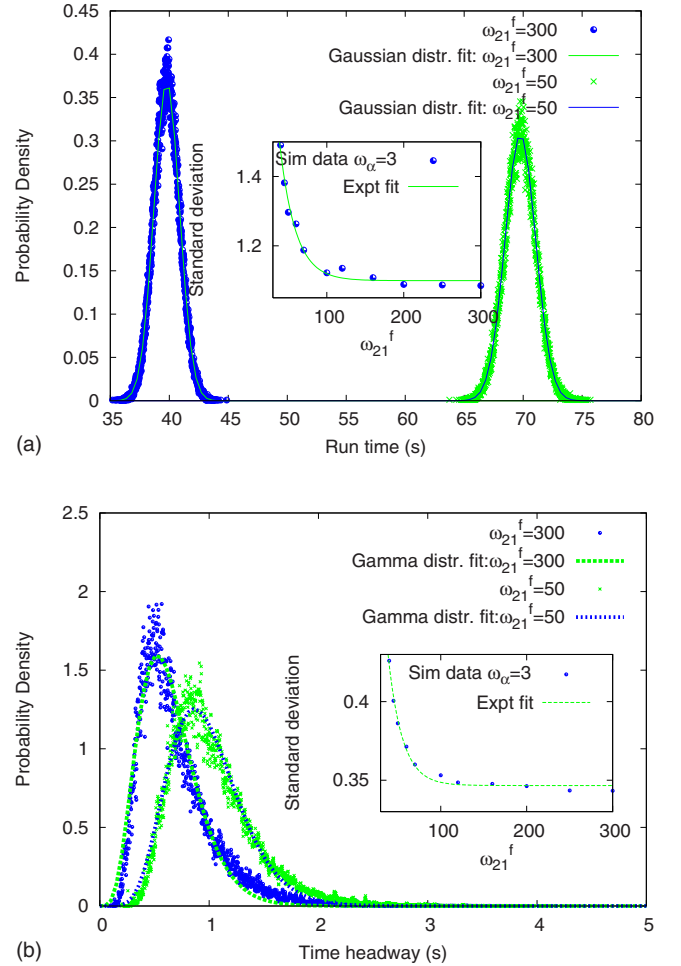 ω₂₁ᶠ=300
Gaussian distr. fit: ω₂₁ᶠ=300
ω₂₁ᶠ=50
Gaussian distr. fit: ω₂₁ᶠ=50
Probability Density
0.45
0.4
0.35
0.3
0.25
0.2
0.15
0.1
0.05
0
Standard deviation
Sim data ωα=3
Expt fit
1.4
1.2
100 200 300
ω₂₁ᶠ
35 40 45 50 55 60 65 70 75 80
(a)
Run time (s)
ω₂₁ᶠ=300
Gamma distr. fit:ω₂₁ᶠ=300
ω₂₁ᶠ=50
Gamma distr. fit:ω₂₁ᶠ=50
Probability Density
2.5
2
1.5
1
0.5
0
Standard deviation
Sim data ωα=3
Expt fit
0.4
0.35
100 200 300
ω₂₁ᶠ
0 1 2 3 4 5
(b)
Time headway (s)